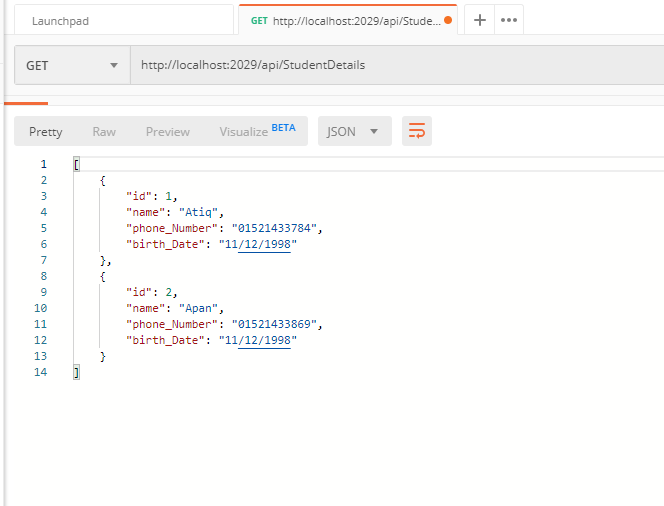 Launchpad
GET http://localhost:2029/api/Stude...
GET http://localhost:2029/api/StudentDetails
Pretty Raw Preview Visualize BETA JSON
1 [
2 {
3 "id": 1,
4 "name": "Atiq",
5 "phone_Number": "01521433784",
6 "birth_Date": "11/12/1998"
7 },
8 {
9 "id": 2,
10 "name": "Apan",
11 "phone_Number": "01521433869",
12 "birth_Date": "11/12/1998"
13 }
14 ]